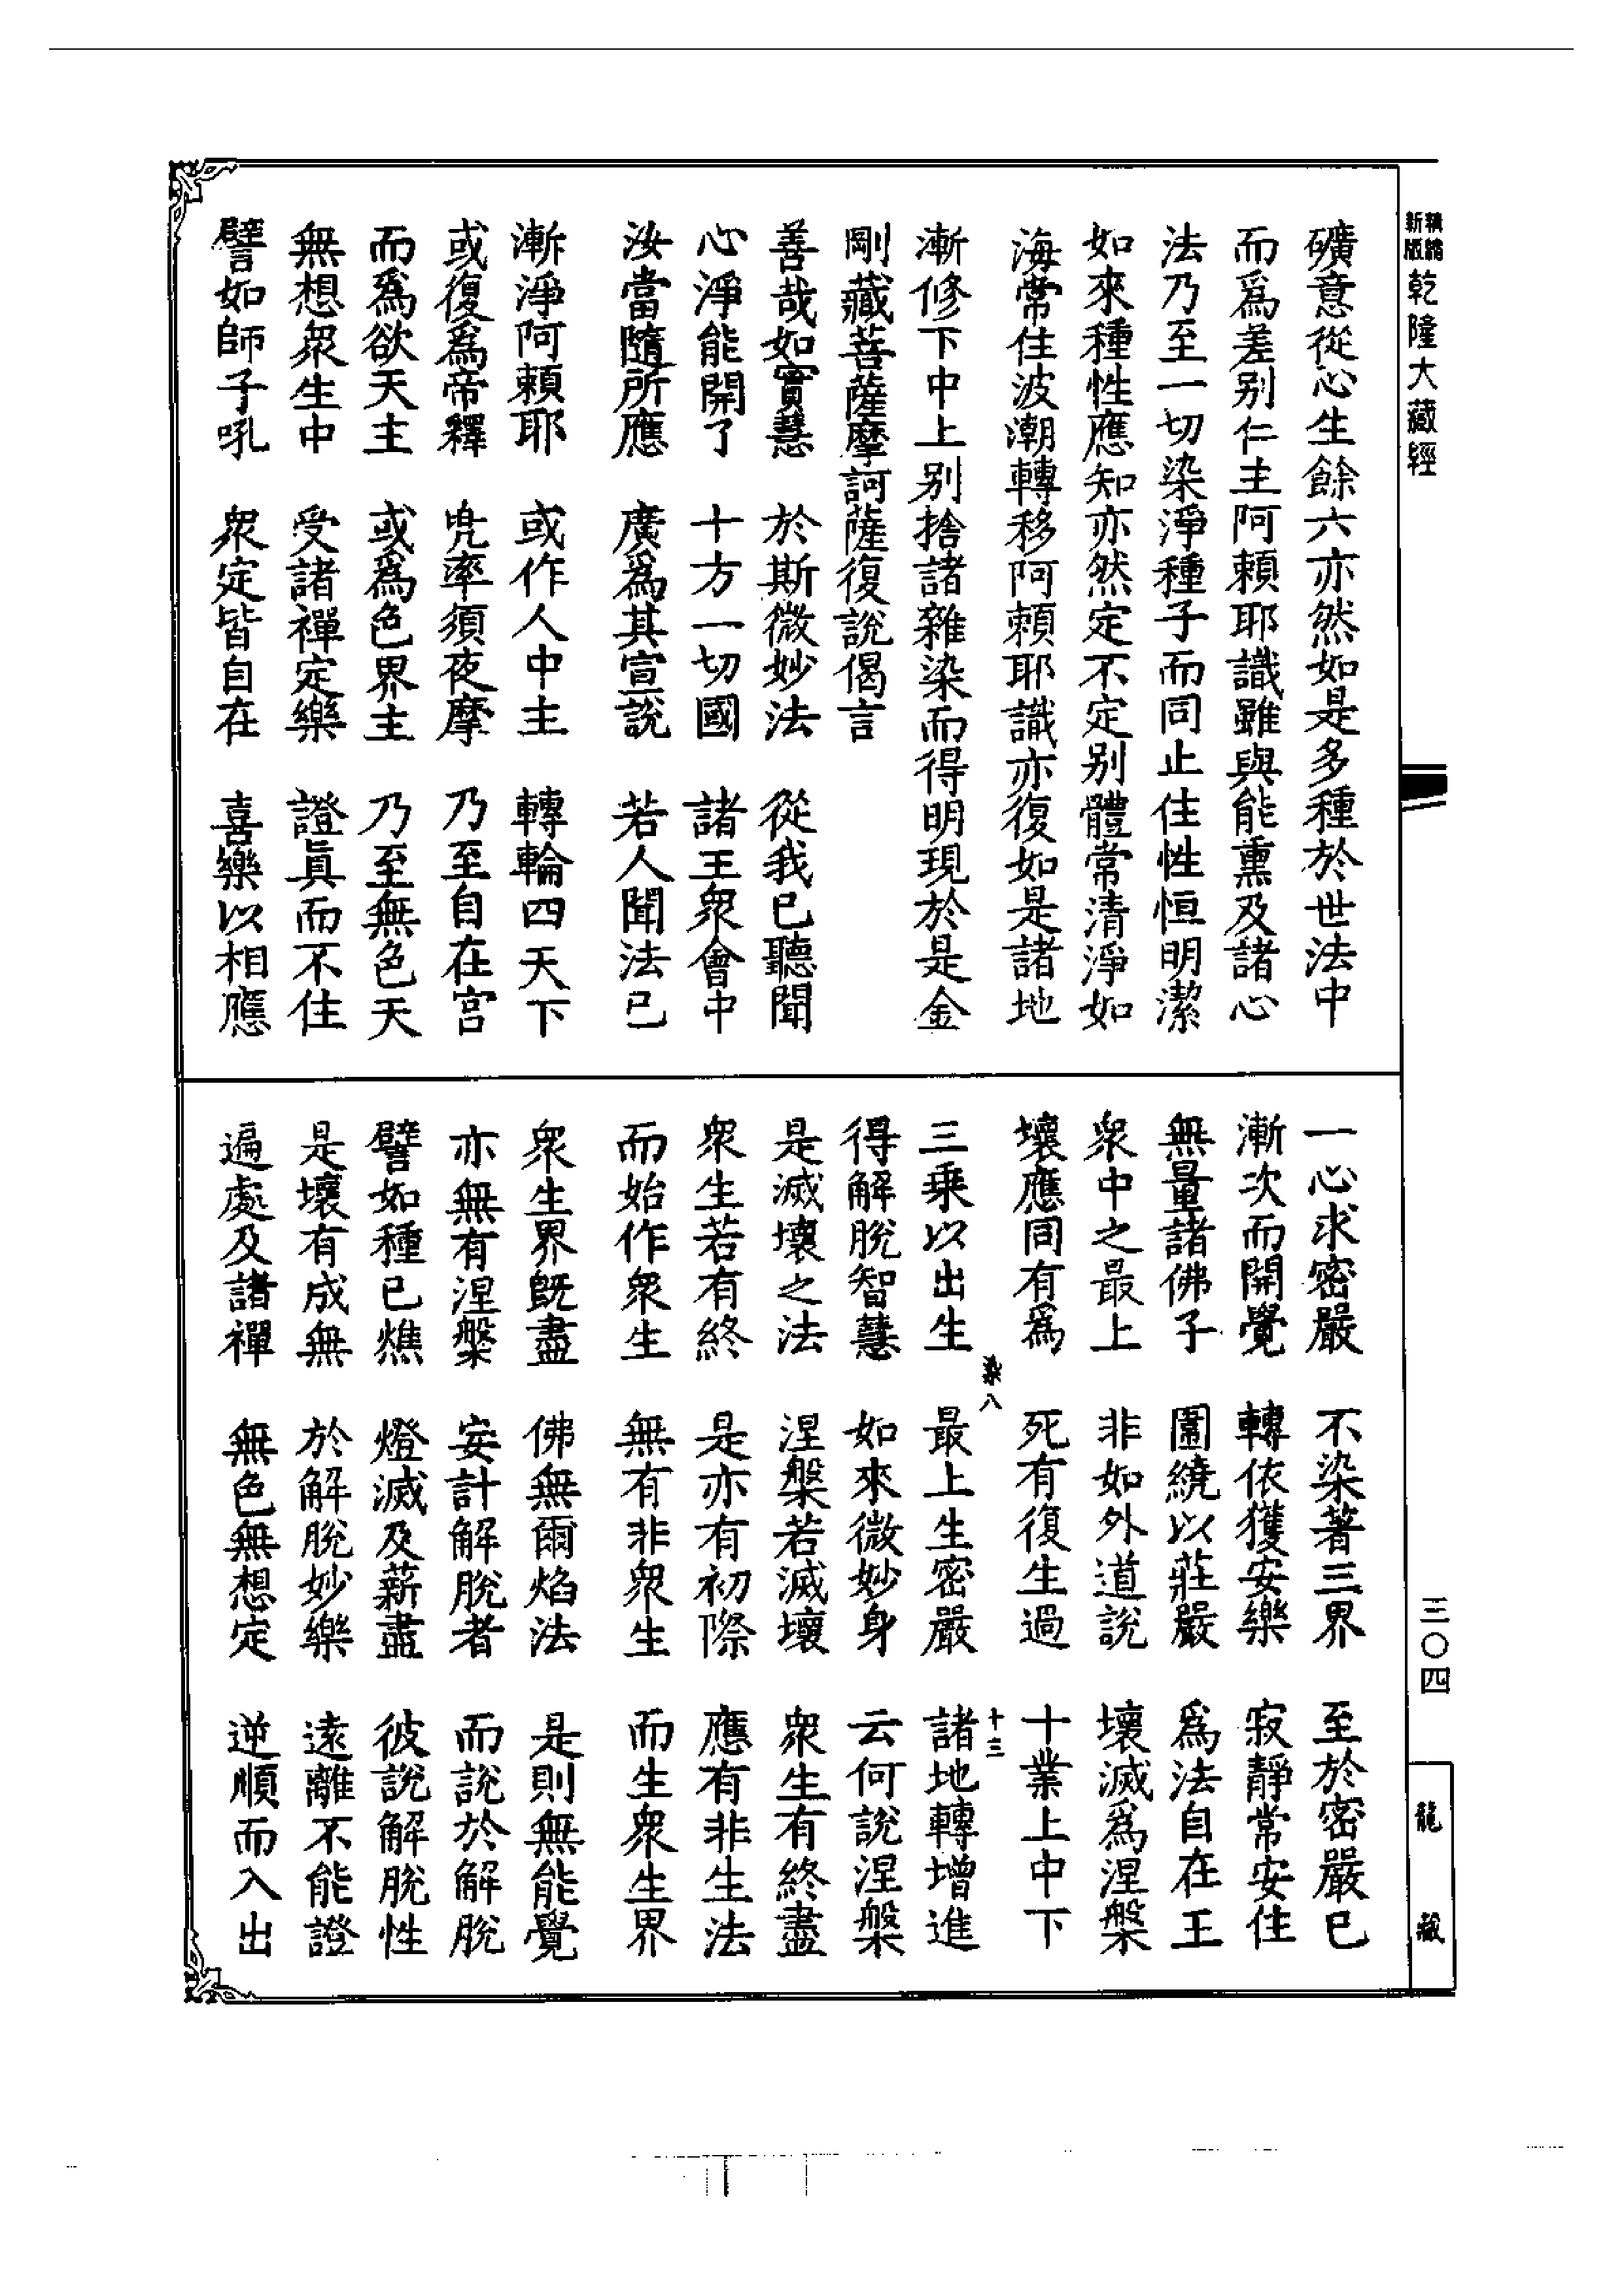 精縮新版乾隆大藏經
三〇四
龍藏
礦意從心生餘六亦然如是多種於世法中
而爲差别仁主阿賴耶識雖與能熏及諸心
法乃至一切染淨種子而同止住性恒明潔
如來種性應知亦然定不定别體常清淨如
海常住波潮轉移阿賴耶識亦復如是諸地
漸修下中上别捨諸雜染而得明現於是金
剛藏菩薩摩訶薩復說偈言
善哉如實慧 於斯微妙法 從我已聽聞
心淨能開了 十方一切國 諸王衆會中
汝當隨所應 廣爲其宣說 若人聞法已
漸淨阿賴耶 或作人中主 轉輪四天下
或復爲帝釋 兜率須夜摩 乃至自在宫
而爲欲天主 或爲色界主 乃至無色天
無想衆生中 受諸禪定樂 證真而不住
譬如師子吼 衆定皆自在 喜樂以相應
一心求密嚴 不染著三界 至於密嚴已
漸次而開覺 轉依獲安樂 寂靜常安住
無量諸佛子 圍繞以莊嚴 爲法自在王
衆中之最上 非如外道說 壞滅爲涅槃
壞應同有爲 死有復生過 十業上中下
染八 十三
三乘以出生 最上生密嚴 諸地轉增進
得解脫智慧 如來微妙身 云何說涅槃
是滅壞之法 涅槃若滅壞 衆生有終盡
衆生若有終 是亦有初際 應有非生法
而始作衆生 無有非衆生 而生衆生界
衆生界既盡 佛無爾焰法 是則無能覺
亦無有涅槃 妄計解脫者 而說於解脫
譬如種已燋 燈滅及薪盡 彼說解脫性
是壞有成無 於解脫妙樂 遠離不能證
遍處及諸禪 無色無想定 逆順而入出